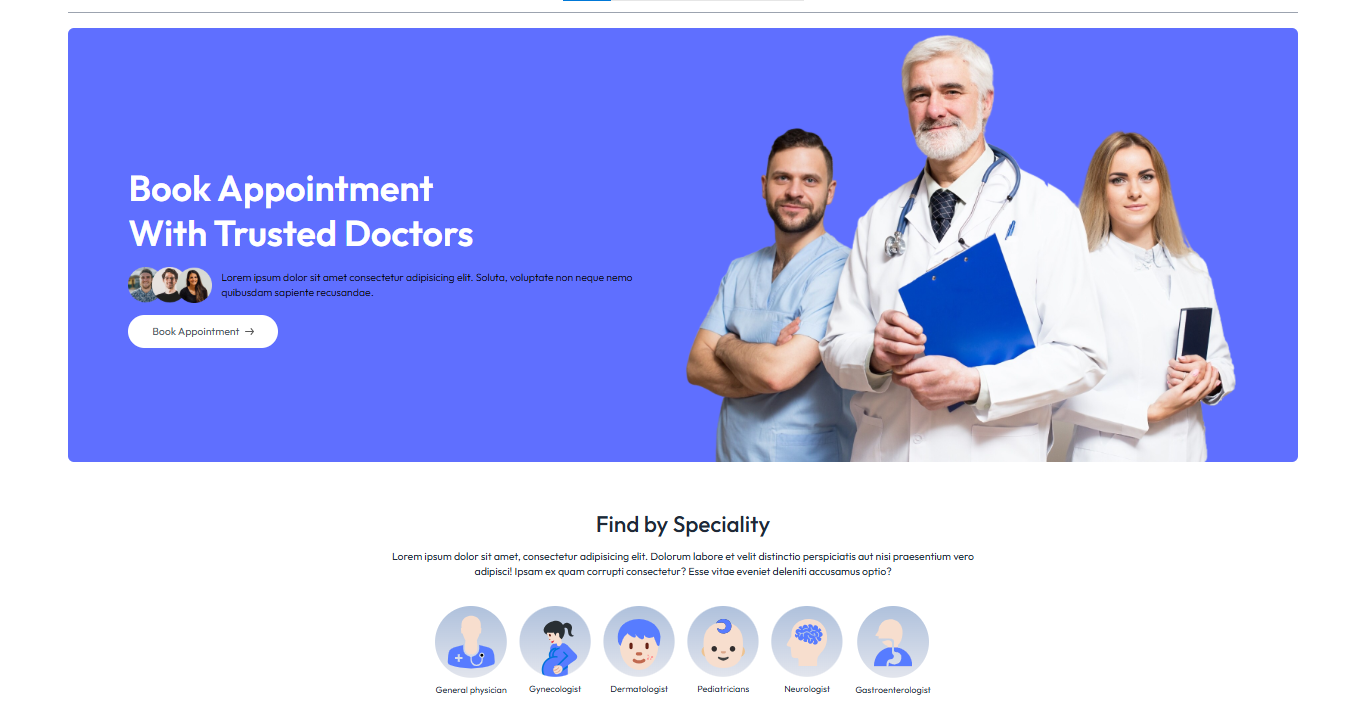 Book Appointment
With Trusted Doctors
Lorem ipsum dolor sit amet consectetur adipisicing elit. Soluta, voluptate non neque nemo
quibusdam sapiente recusandae.
Book Appointment →
Find by Speciality
Lorem ipsum dolor sit amet, consectetur adipisicing elit. Dolorum labore et velit distinctio perspiciatis aut nisi praesentium vero
adipisci! Ipsam ex quam corrupti consectetur? Esse vitae eveniet deleniti accusamus optio?
General physician Gynecologist Dermatologist Pediatricians Neurologist Gastroenterologist